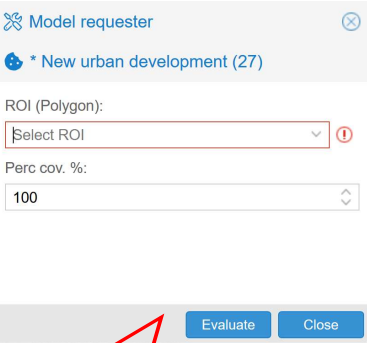 Model requester
* New urban development (27)
ROI (Polygon):
Select ROI
Perc cov. %:
100
Evaluate Close